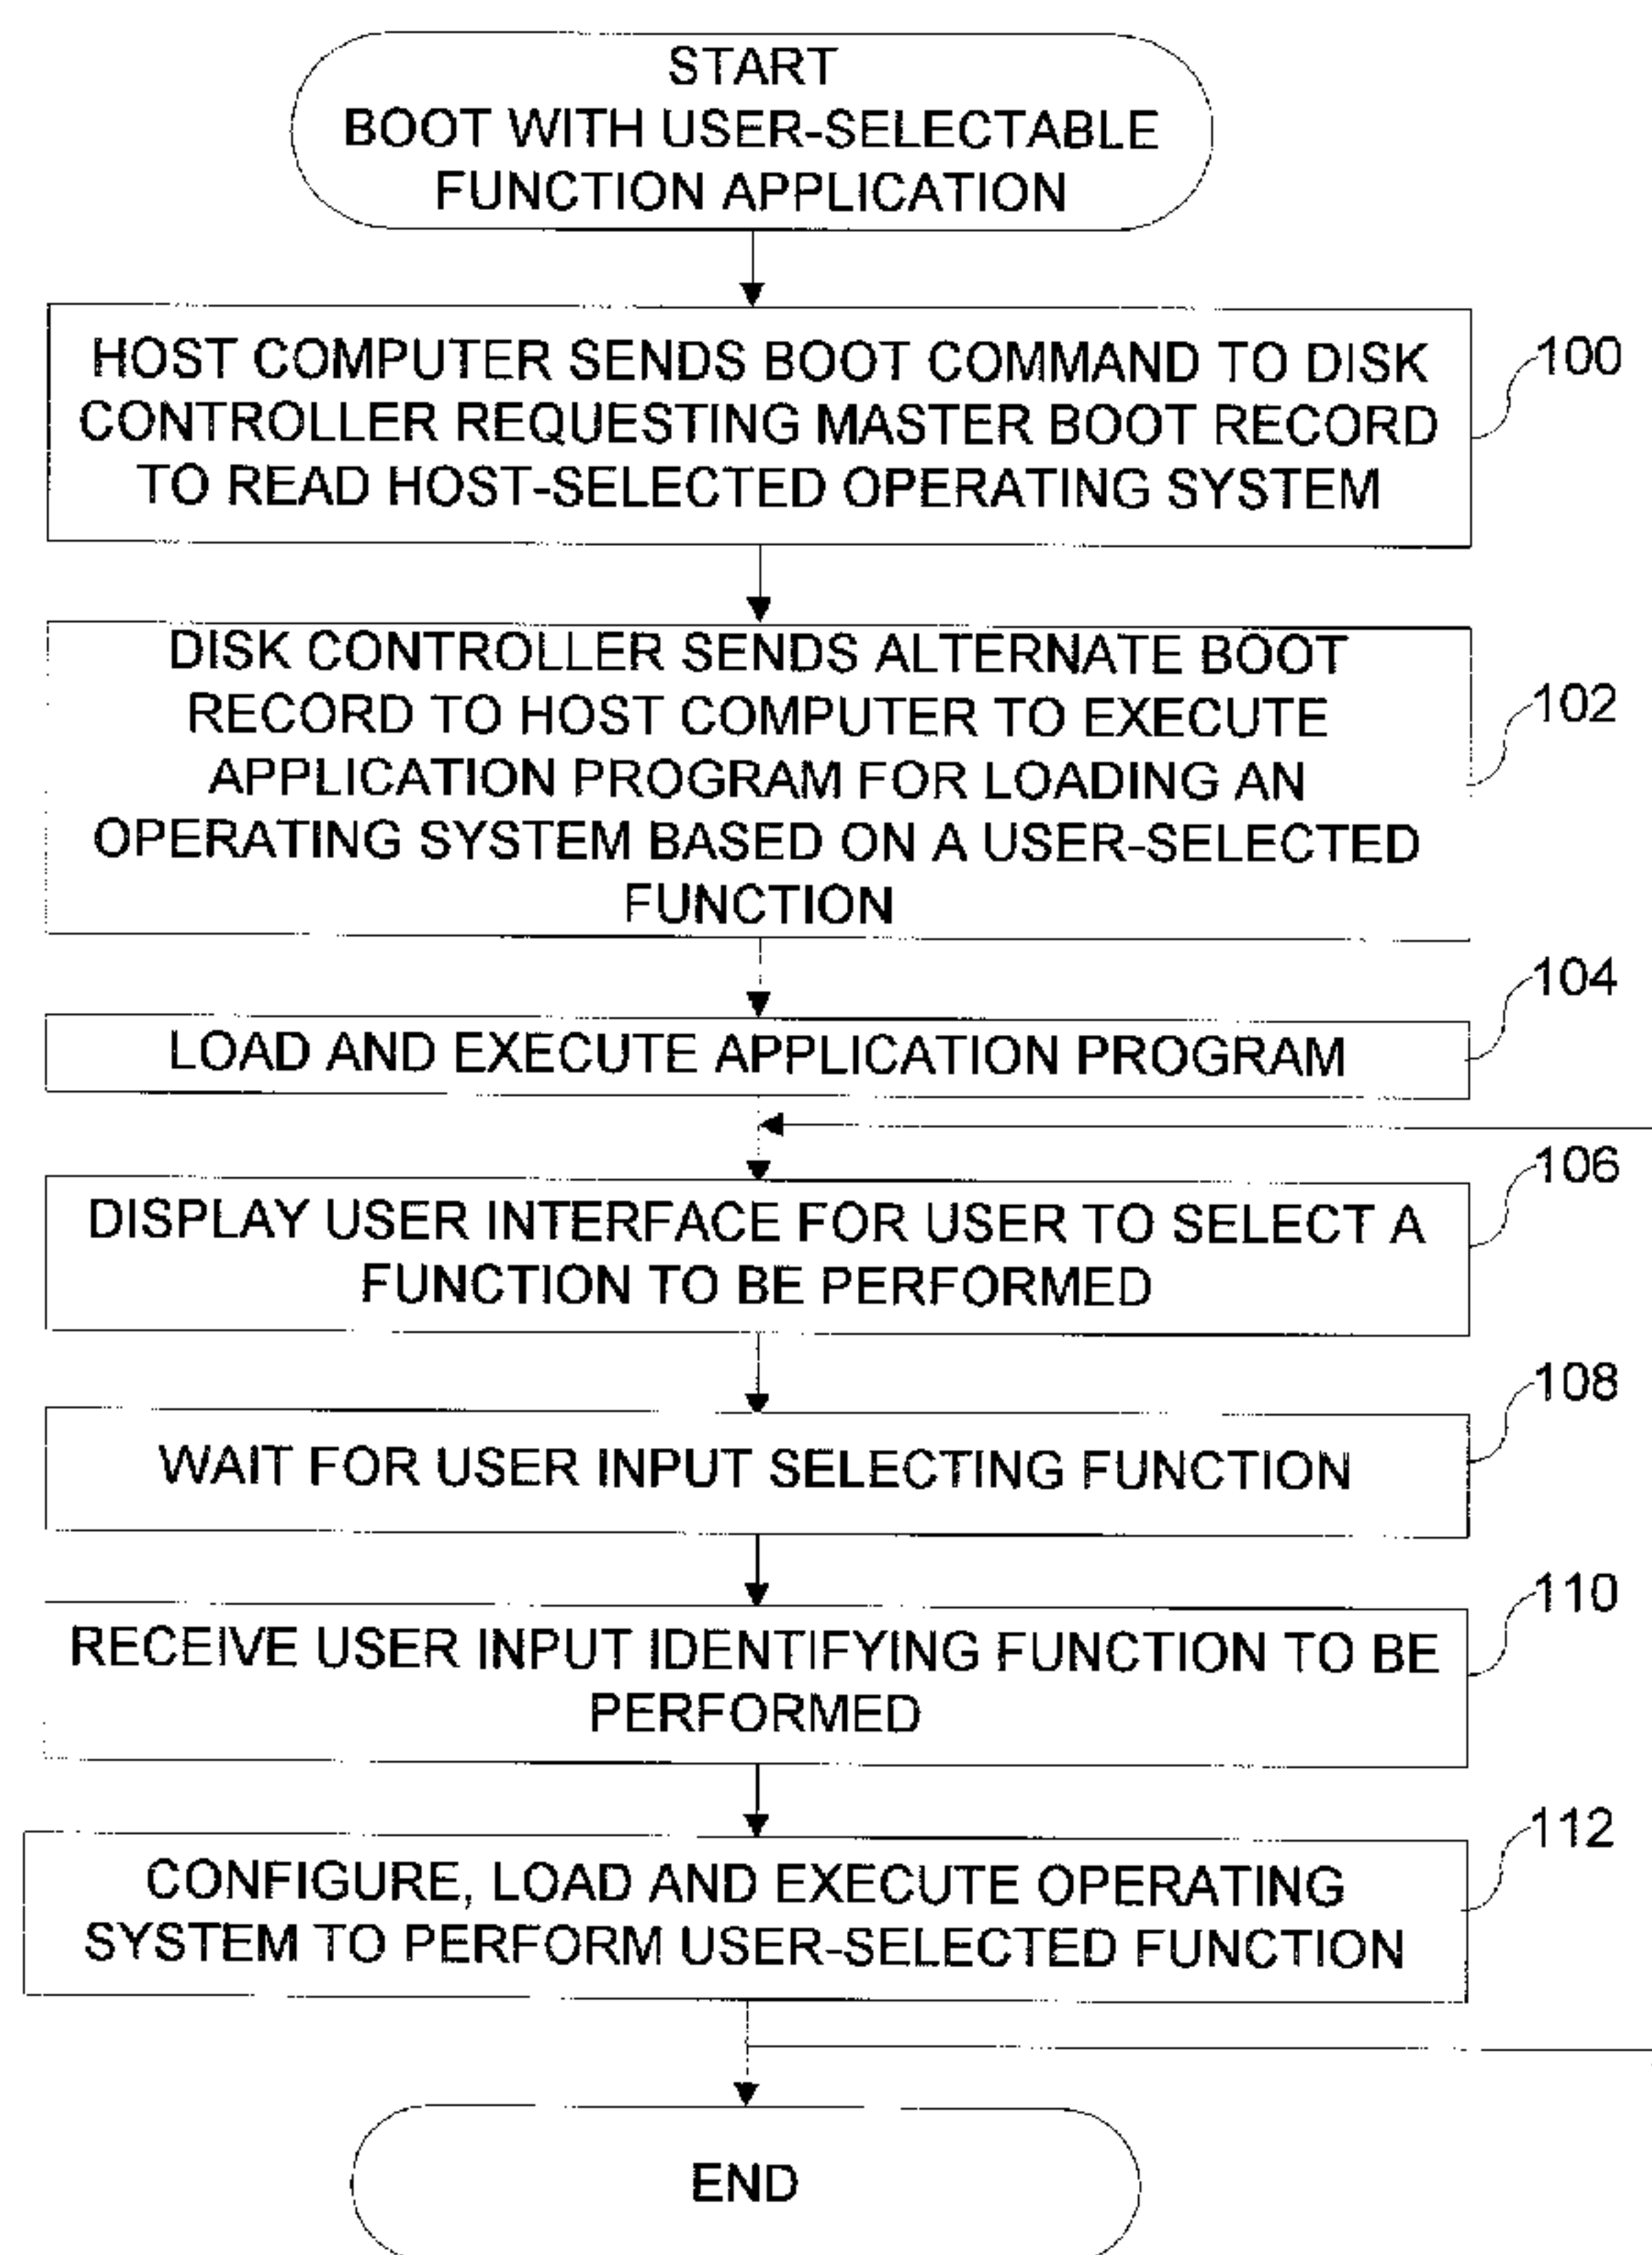 START
BOOT WITH USER-SELECTABLE
FUNCTION APPLICATION
HOST COMPUTER SENDS BOOT COMMAND TO DISK
CONTROLLER REQUESTING MASTER BOOT RECORD
TO READ HOST-SELECTED OPERATING SYSTEM
100
DISK CONTROLLER SENDS ALTERNATE BOOT
RECORD TO HOST COMPUTER TO EXECUTE
APPLICATION PROGRAM FOR LOADING AN
OPERATING SYSTEM BASED ON A USER-SELECTED
FUNCTION
102
LOAD AND EXECUTE APPLICATION PROGRAM
104
DISPLAY USER INTERFACE FOR USER TO SELECT A
FUNCTION TO BE PERFORMED
106
WAIT FOR USER INPUT SELECTING FUNCTION
108
RECEIVE USER INPUT IDENTIFYING FUNCTION TO BE
PERFORMED
110
CONFIGURE, LOAD AND EXECUTE OPERATING
SYSTEM TO PERFORM USER-SELECTED FUNCTION
112
END